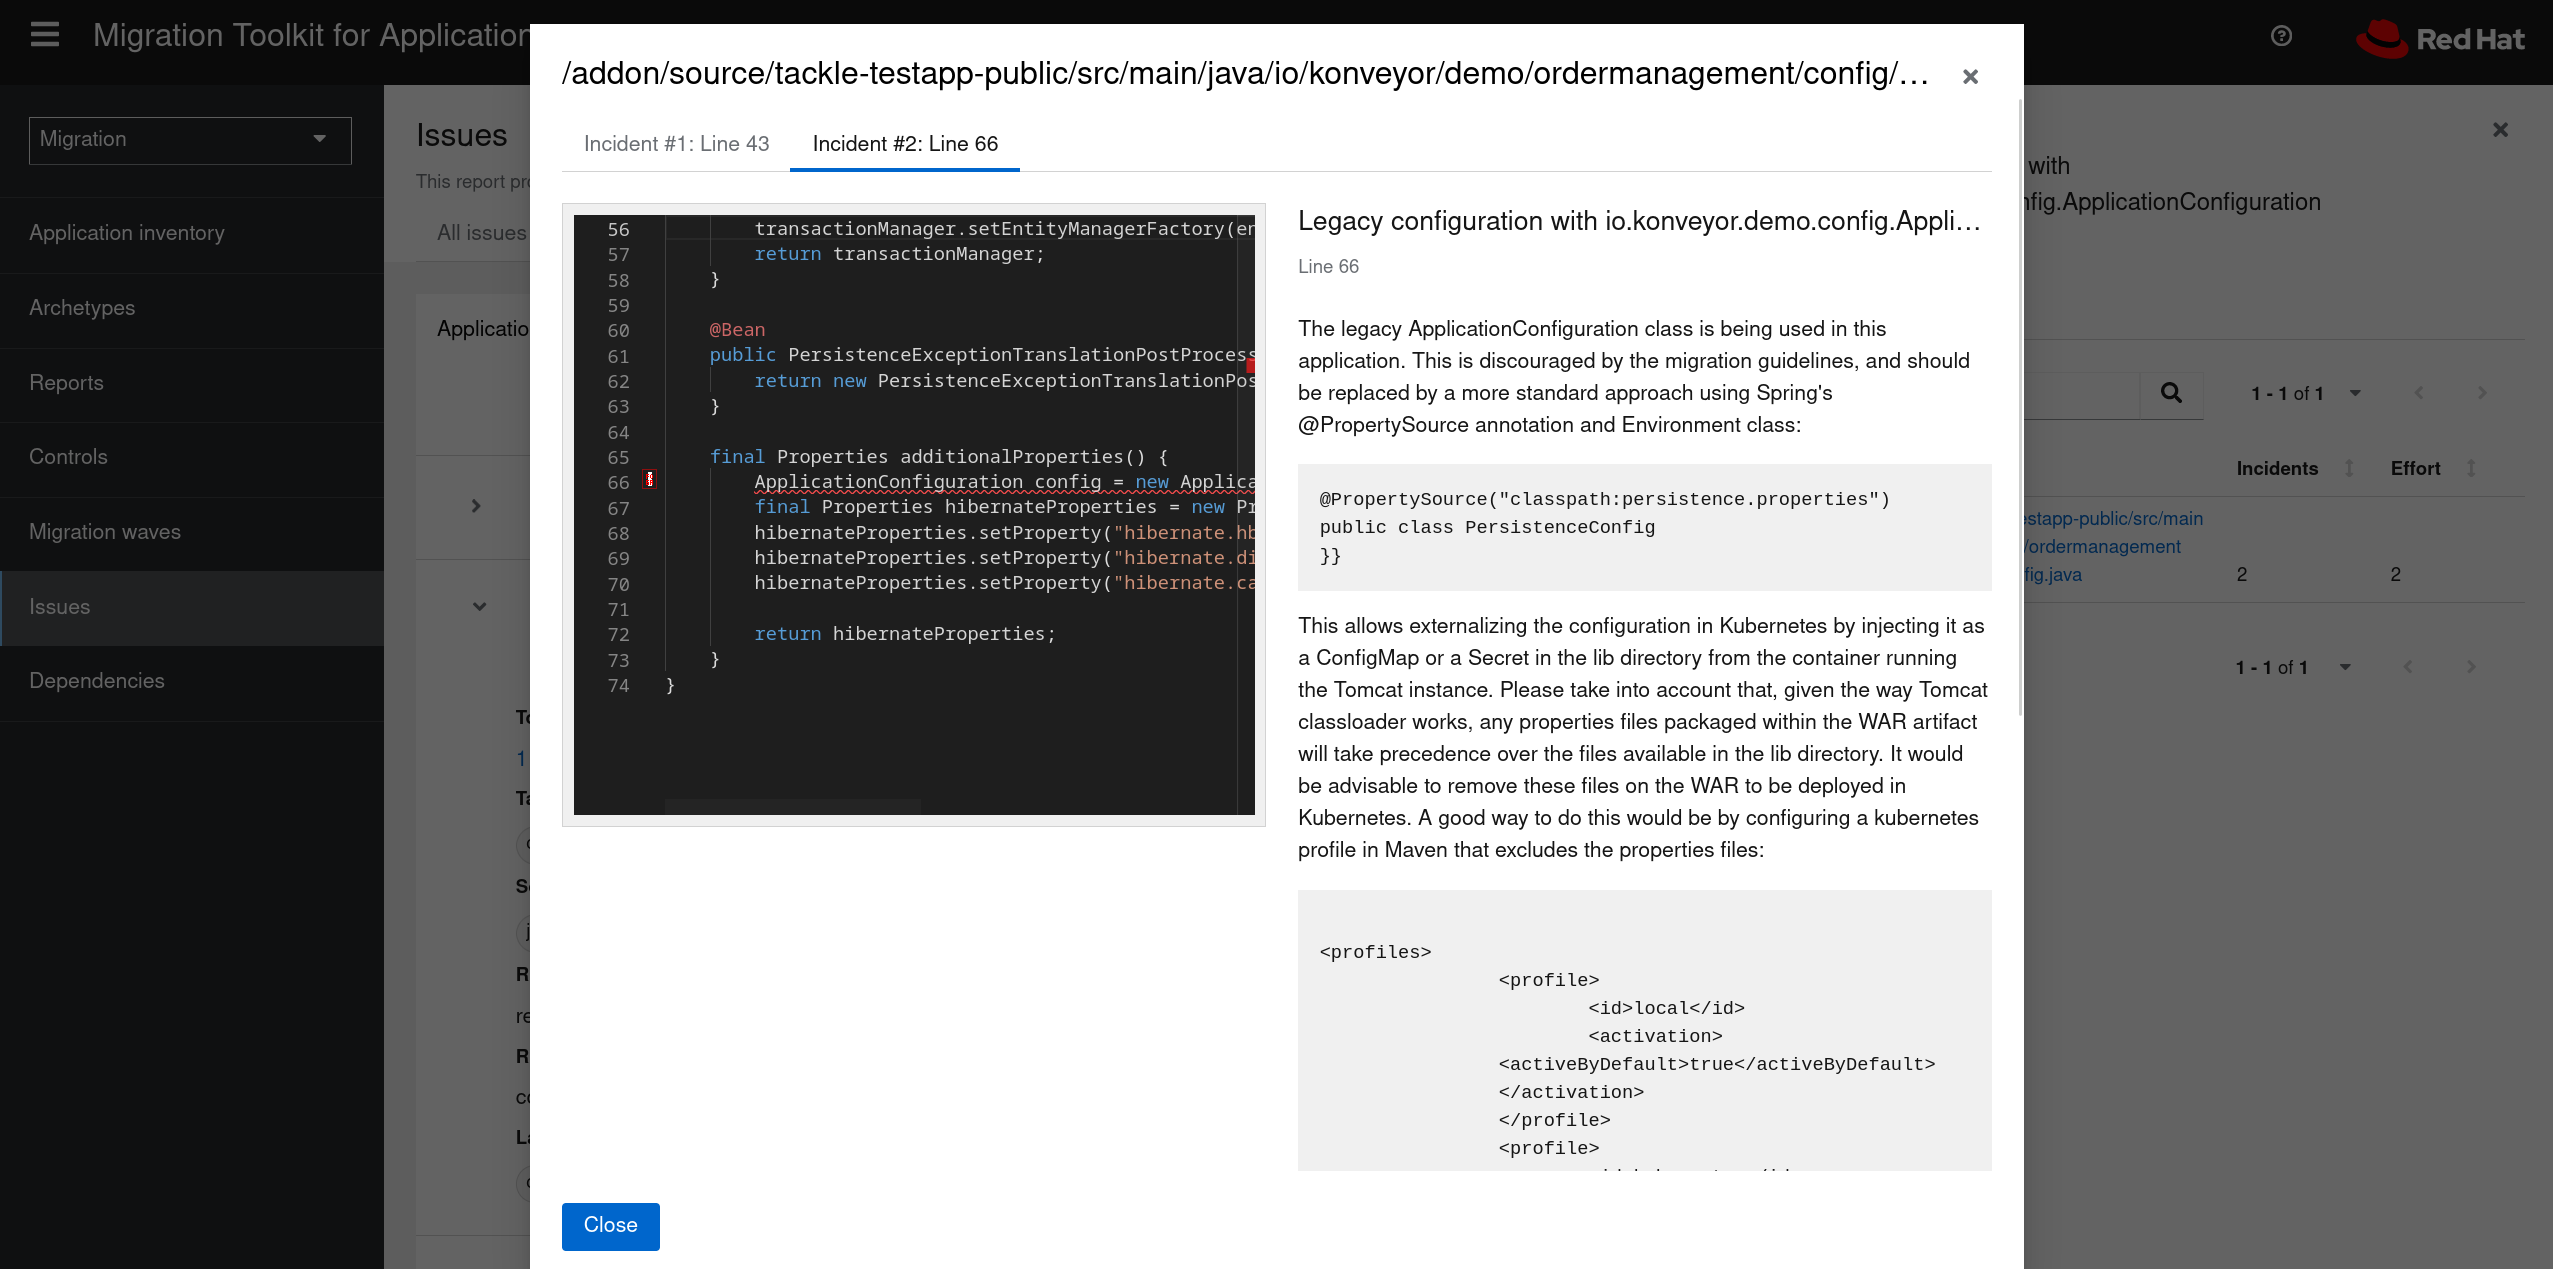 Migration Toolkit for Application
Red Hat
Migration
Application inventory
Archetypes
Reports
Controls
Migration waves
Issues
Dependencies
Issues
This report pr
All issues
Applicatio
1
/addon/source/tackle-testapp-public/src/main/java/io/konveyor/demo/ordermanagement/config/…
Incident #1: Line 43
Incident #2: Line 66
56 transactionManager.setEntityManagerFactory(en
57 return transactionManager;
58 }
59
60 @Bean
61 public PersistenceExceptionTranslationPostProcess
62 return new PersistenceExceptionTranslationPos
63 }
64
65 final Properties additionalProperties() {
66 ApplicationConfiguration config = new Applica
67 final Properties hibernateProperties = new Pr
68 hibernateProperties.setProperty("hibernate.hb
69 hibernateProperties.setProperty("hibernate.di
70 hibernateProperties.setProperty("hibernate.ca
71
72 return hibernateProperties;
73 }
74 }
Legacy configuration with io.konveyor.demo.config.Appli…
Line 66
The legacy ApplicationConfiguration class is being used in this
application. This is discouraged by the migration guidelines, and should
be replaced by a more standard approach using Spring's
@PropertySource annotation and Environment class:
@PropertySource("classpath:persistence.properties")
public class PersistenceConfig
}}
This allows externalizing the configuration in Kubernetes by injecting it as
a ConfigMap or a Secret in the lib directory from the container running
the Tomcat instance. Please take into account that, given the way Tomcat
classloader works, any properties files packaged within the WAR artifact
will take precedence over the files available in the lib directory. It would
be advisable to remove these files on the WAR to be deployed in
Kubernetes. A good way to do this would be by configuring a kubernetes
profile in Maven that excludes the properties files:
<profiles>
<profile>
<id>local</id>
<activation>
<activeByDefault>true</activeByDefault>
</activation>
</profile>
<profile>
Close
with
nfig.ApplicationConfiguration
1 - 1 of 1
Incidents
Effort
estapp-public/src/main
/ordermanagement
fig.java
2
2
1 - 1 of 1